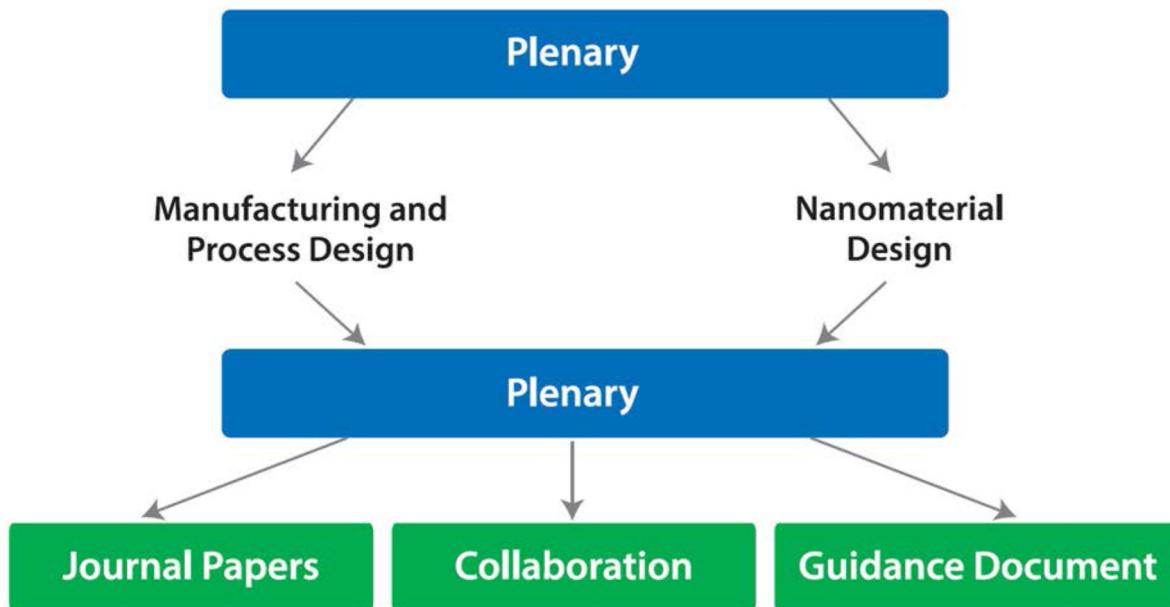 Plenary
Manufacturing and
Process Design
Nanomaterial
Design
Plenary
Journal Papers
Collaboration
Guidance Document